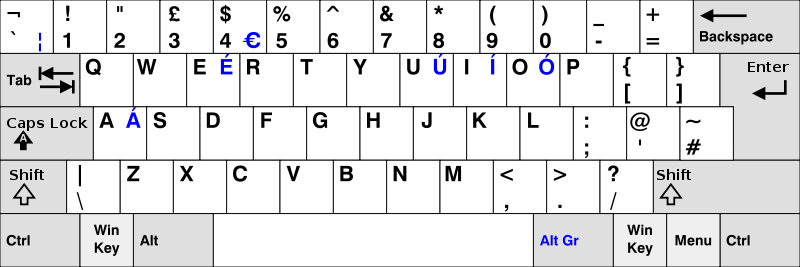 ¬ ! " £ $ % ^ & * ( ) _ + Backspace
` ¦ 1 2 3 4 € 5 6 7 8 9 0 - =
Tab Q W E É R T Y U Ú I Í O Ó P { } Enter
[ ]
Caps Lock A Á S D F G H J K L : @ ~
A ; ' #
Shift | Z X C V B N M < > ? Shift
\ , . /
Ctrl Win Key Alt Alt Gr Win Key Menu Ctrl